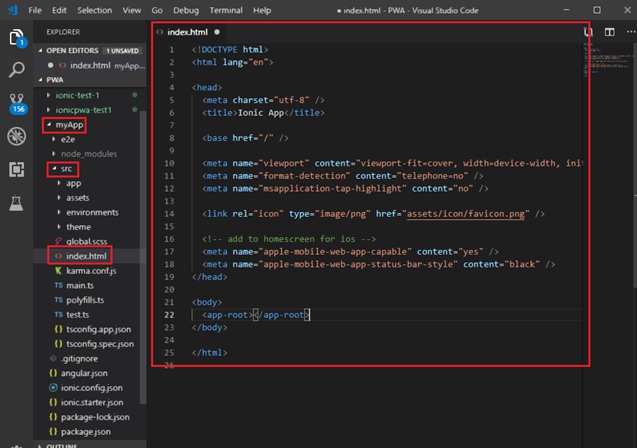 File Edit Selection View Go Debug Terminal Help
● index.html - PWA - Visual Studio Code
EXPLORER
OPEN EDITORS 1 UNSAVED
● <> index.html myApp...
PWA
ionic-test-1
ionicpwa-test1
myApp
e2e
node_modules
src
app
assets
environments
theme
global.scss
<> index.html
karma.conf.js
TS main.ts
TS polyfills.ts
TS test.ts
{} tsconfig.app.json
{} tsconfig.spec.json
.gitignore
{} angular.json
ionic.config.json
{} ionic.starter.json
{} package-lock.json
{} package.json
OUTLINE
1
156
<> index.html ●
1 <!DOCTYPE html>
2 <html lang="en">
3
4 <head>
5 <meta charset="utf-8" />
6 <title>Ionic App</title>
7
8 <base href="/" />
9
10 <meta name="viewport" content="viewport-fit=cover, width=device-width, init
11 <meta name="format-detection" content="telephone=no" />
12 <meta name="msapplication-tap-highlight" content="no" />
13
14 <link rel="icon" type="image/png" href="assets/icon/favicon.png" />
15
16 <!-- add to homescreen for ios -->
17 <meta name="apple-mobile-web-app-capable" content="yes" />
18 <meta name="apple-mobile-web-app-status-bar-style" content="black" />
19 </head>
20
21 <body>
22 <app-root></app-root>
23 </body>
24
25 </html>
26